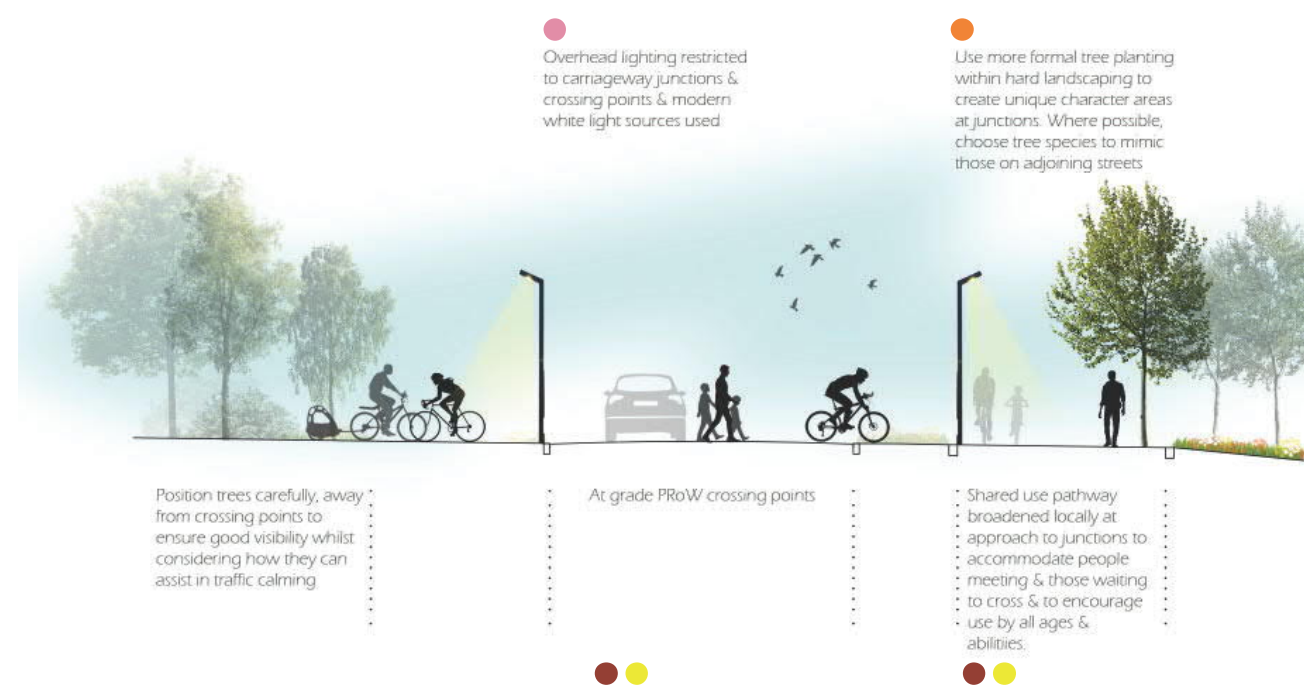 Overhead lighting restricted
to carriageway junctions &
crossing points & modern
white light sources used
Use more formal tree planting
within hard landscaping to
create unique character areas
at junctions. Where possible,
choose tree species to mimic
those on adjoining streets
Position trees carefully, away
from crossing points to
ensure good visibility whilst
considering how they can
assist in traffic calming
At grade PRoW crossing points
Shared use pathway
broadened locally at
approach to junctions to
accommodate people
meeting & those waiting
to cross & to encourage
use by all ages &
abilitiies.